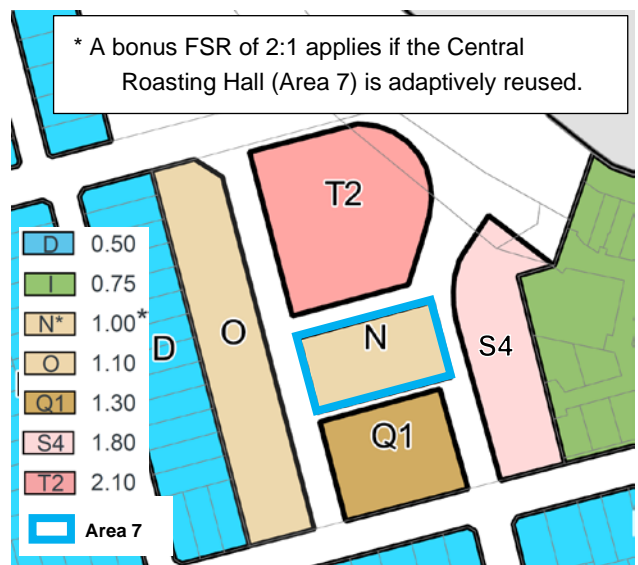 * A bonus FSR of 2:1 applies if the Central
Roasting Hall (Area 7) is adaptively reused.
T2
D
O
N
S4
Q1
D 0.50
I 0.75
N* 1.00*
O 1.10
Q1 1.30
S4 1.80
T2 2.10
Area 7